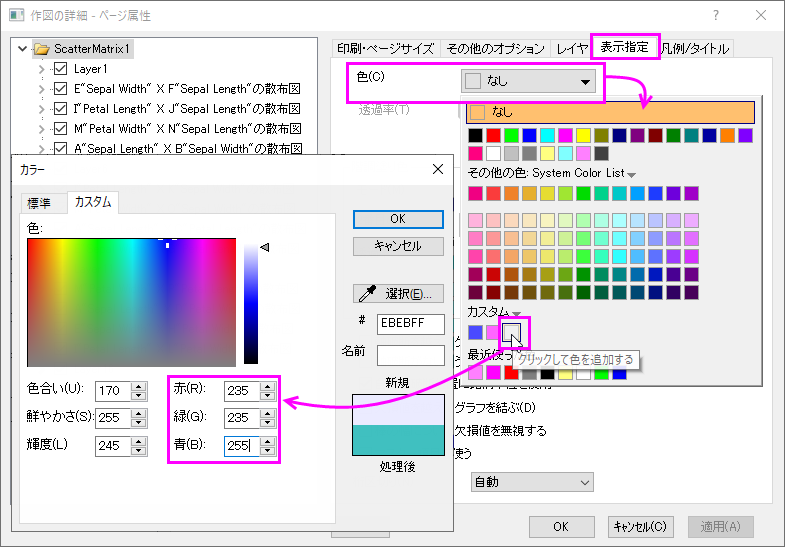 作図の詳細 - ページ属性
ScatterMatrix1
Layer1
E"Sepal Width" X F"Sepal Length"の散布図
I"Petal Length" X J"Sepal Length"の散布図
M"Petal Width" X N"Sepal Length"の散布図
A"Sepal Length" X B"Sepal Width"の散布図
印刷・ページサイズ その他のオプション レイヤ 表示指定 凡例/タイトル
色(C) なし
透過率(T)
なし
その他の色: System Color List
カスタム
クリックして色を追加する
最近使っ
グラフを結ぶ(D)
欠損値を無視する
使う
自動
OK キャンセル(C) 適用(A)
カラー
標準 カスタム
色:
OK
キャンセル
選択(E)...
# EBEBFF
名前
新規
処理後
色合い(U): 170 赤(R): 235
鮮やかさ(S): 255 緑(G): 235
輝度(L) 245 青(B): 255